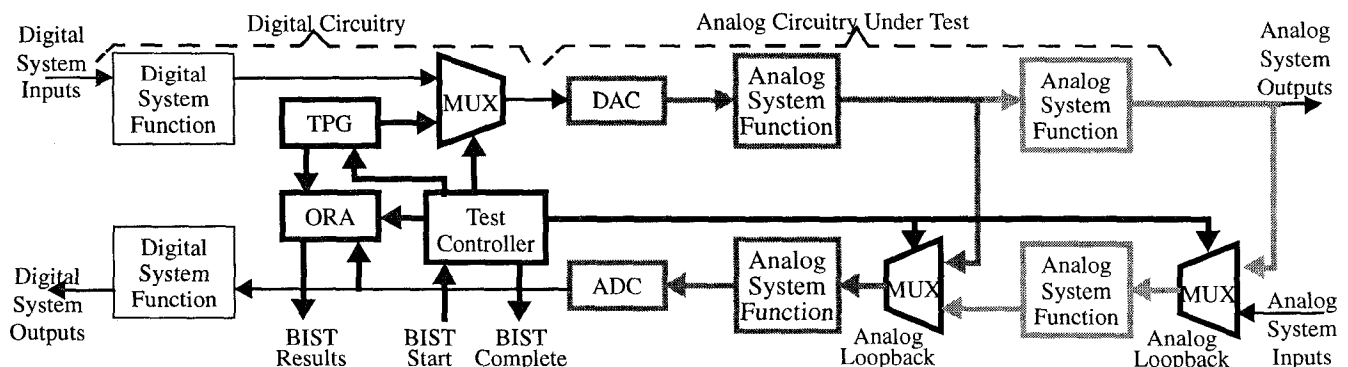 Digital Circuitry
Analog Circuitry Under Test
Digital
System
Inputs
Digital
System
Function
TPG
MUX
DAC
Analog
System
Function
Analog
System
Function
Analog
System
Outputs
ORA
Test
Controller
Digital
System
Outputs
Digital
System
Function
ADC
Analog
System
Function
MUX
Analog
System
Function
MUX
Analog
System
Inputs
BIST
Results
BIST
Start
BIST
Complete
Analog
Loopback
Analog
Loopback